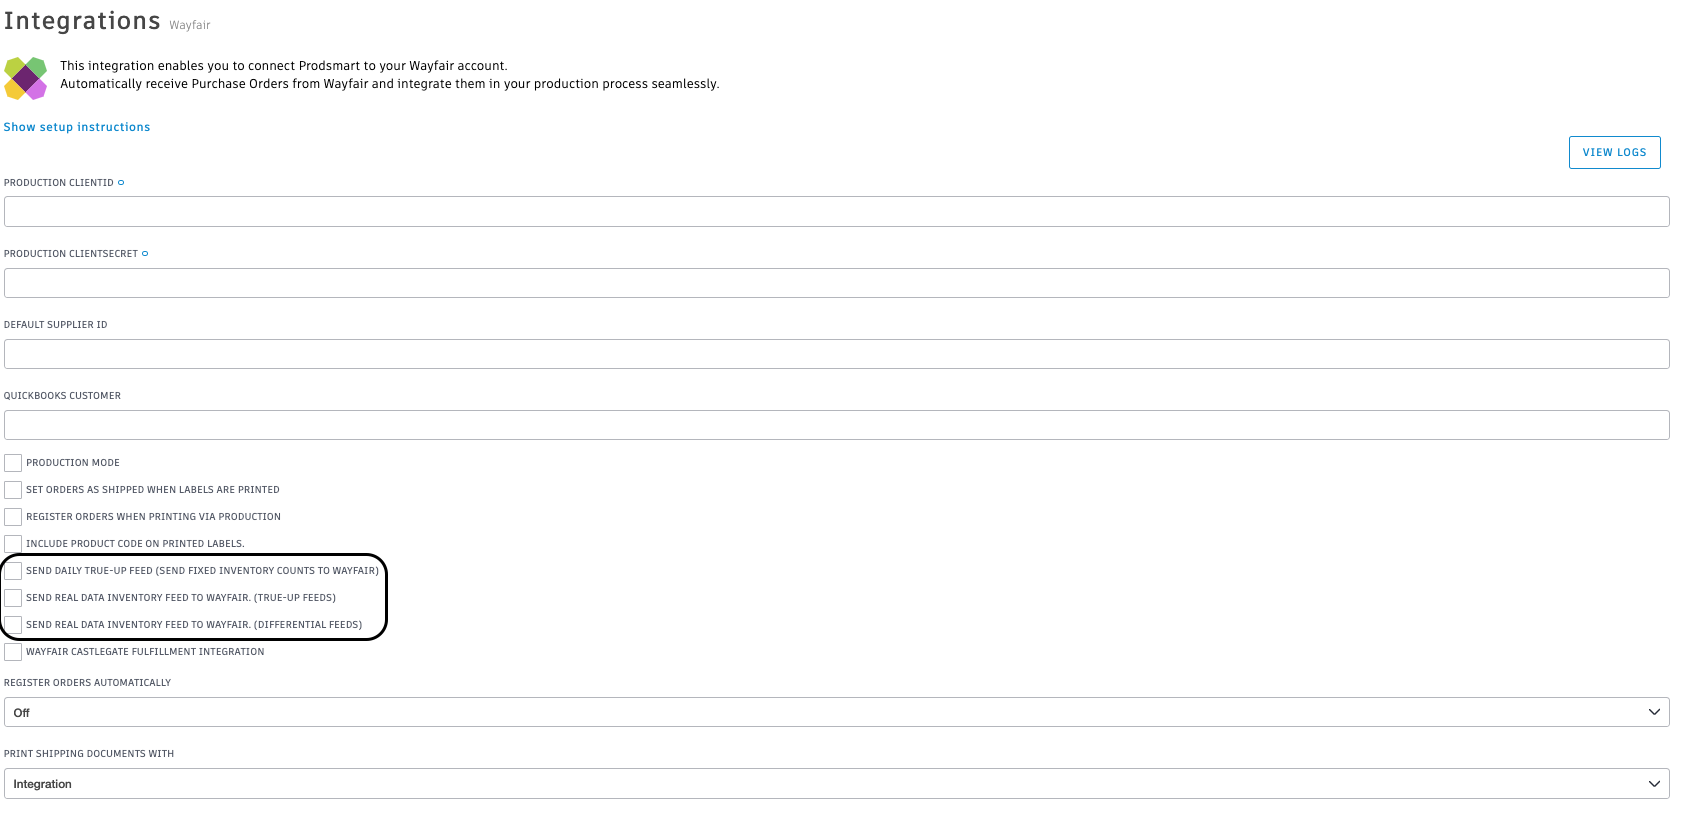 Integrations Wayfair
This integration enables you to connect Prodsmart to your Wayfair account.
Automatically receive Purchase Orders from Wayfair and integrate them in your production process seamlessly.
Show setup instructions
VIEW LOGS
PRODUCTION CLIENTID
PRODUCTION CLIENTSECRET
DEFAULT SUPPLIER ID
QUICKBOOKS CUSTOMER
PRODUCTION MODE
SET ORDERS AS SHIPPED WHEN LABELS ARE PRINTED
REGISTER ORDERS WHEN PRINTING VIA PRODUCTION
INCLUDE PRODUCT CODE ON PRINTED LABELS.
SEND DAILY TRUE-UP FEED (SEND FIXED INVENTORY COUNTS TO WAYFAIR)
SEND REAL DATA INVENTORY FEED TO WAYFAIR. (TRUE-UP FEEDS)
SEND REAL DATA INVENTORY FEED TO WAYFAIR. (DIFFERENTIAL FEEDS)
WAYFAIR CASTLEGATE FULFILLMENT INTEGRATION
REGISTER ORDERS AUTOMATICALLY
Off
PRINT SHIPPING DOCUMENTS WITH
Integration